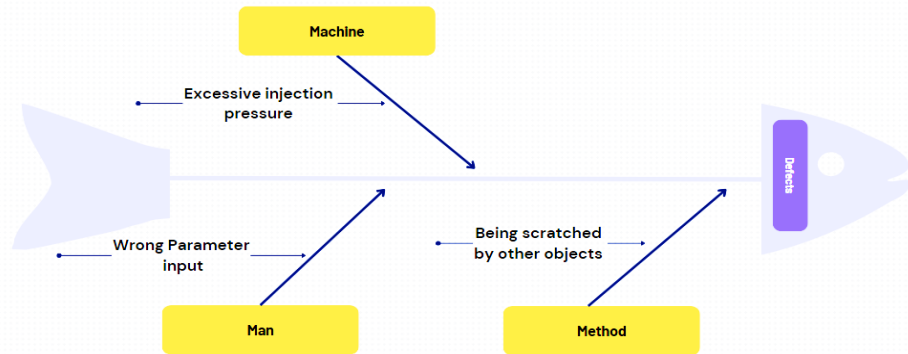 Machine
Excessive injection
pressure
Defects
Wrong Parameter
input
Being scratched
by other objects
Man
Method